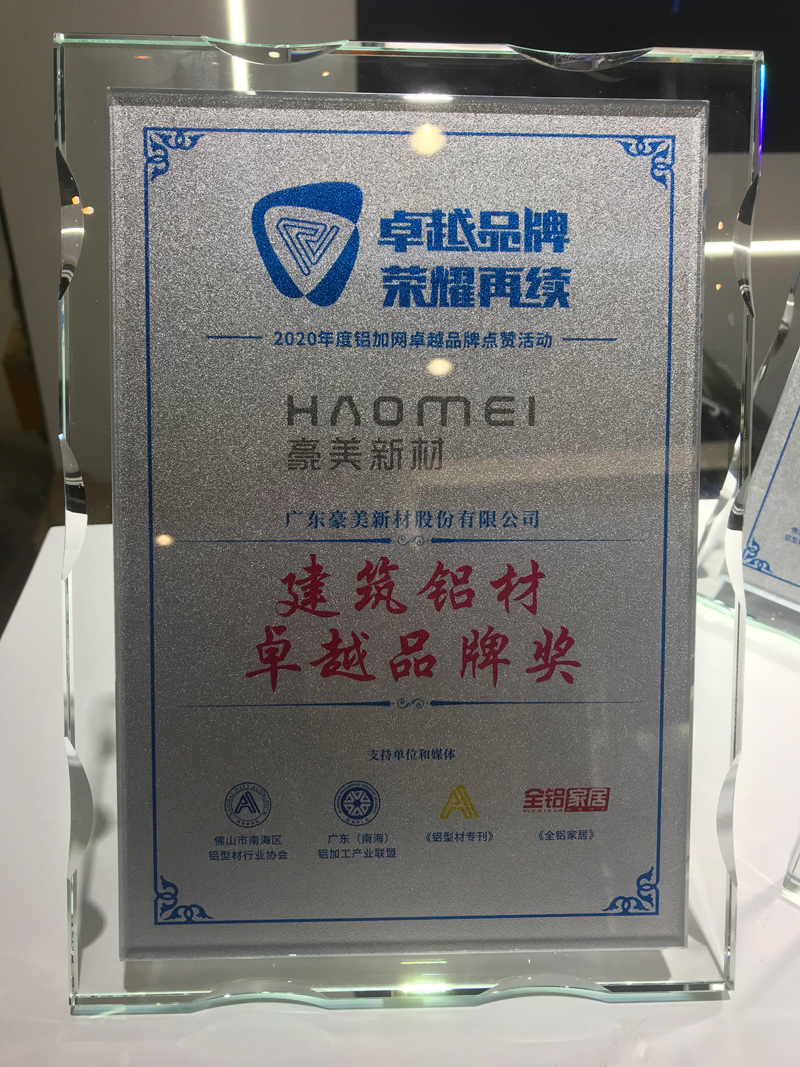 卓越品牌
荣耀再续
2020年度铝加网卓越品牌点赞活动
HAOMEI
豪美新材
广东豪美新材股份有限公司
建筑铝材
卓越品牌奖
支持单位和媒体
佛山市南海区
铝型材行业协会
广东（南海）
铝加工产业联盟
《铝型材专刊》
全铝家居
《全铝家居》